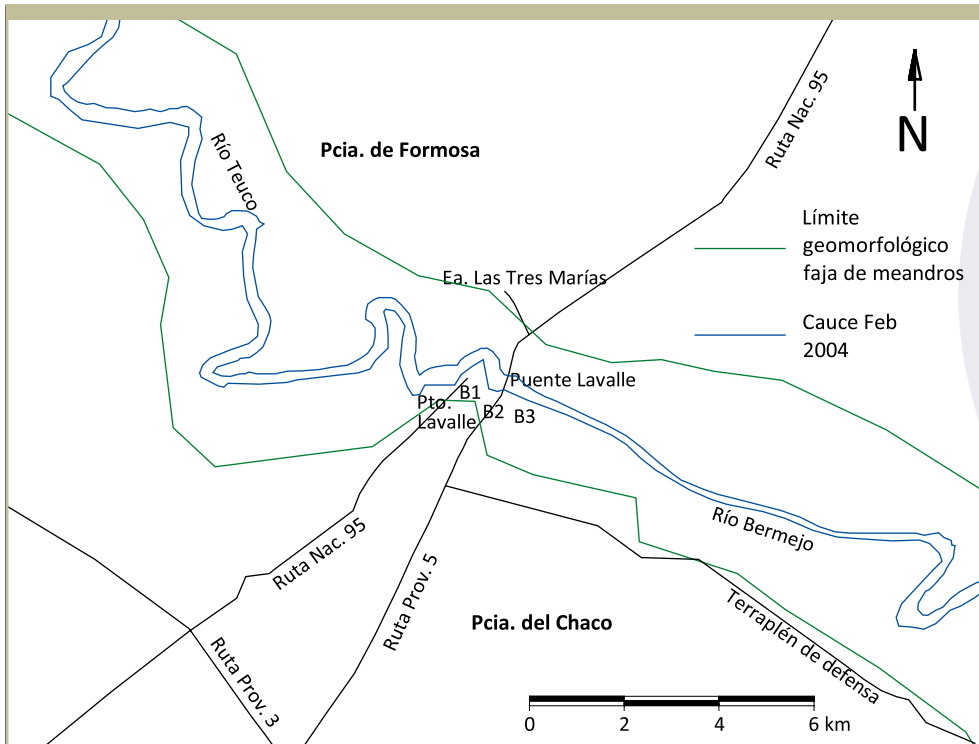 Ruta Nac. 95
N
Río Teuco
Pcia. de Formosa
Límite
geomorfológico
faja de meandros
Ea. Las Tres Marías
Cauce Feb
2004
Puente Lavalle
B1
Pto.
Lavalle
B2
B3
Río Bermejo
Ruta Nac. 95
Ruta Prov. 5
Terraplén de defensa
Pcia. del Chaco
Ruta Prov. 3
0 2 4 6 km